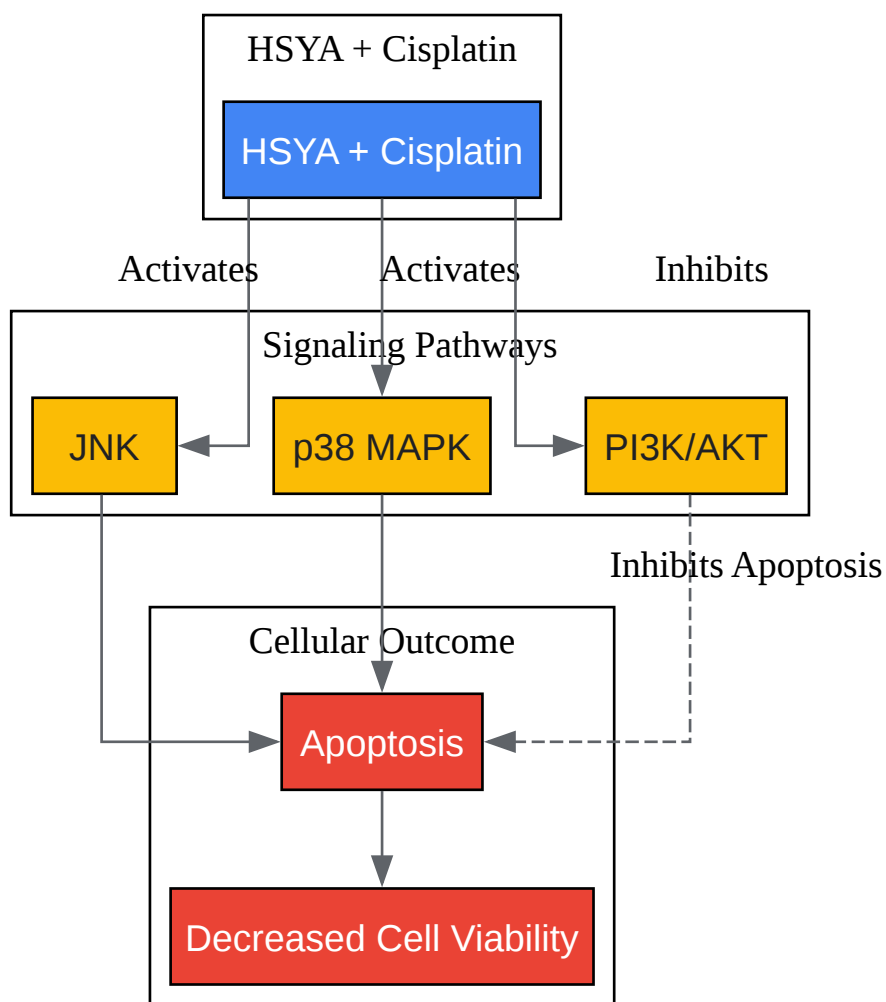 HSYA + Cisplatin
HSYA + Cisplatin
Activates
Activates
Inhibits
Signaling Pathways
JNK
p38 MAPK
PI3K/AKT
Inhibits Apoptosis
Cellular Outcome
Apoptosis
Decreased Cell Viability